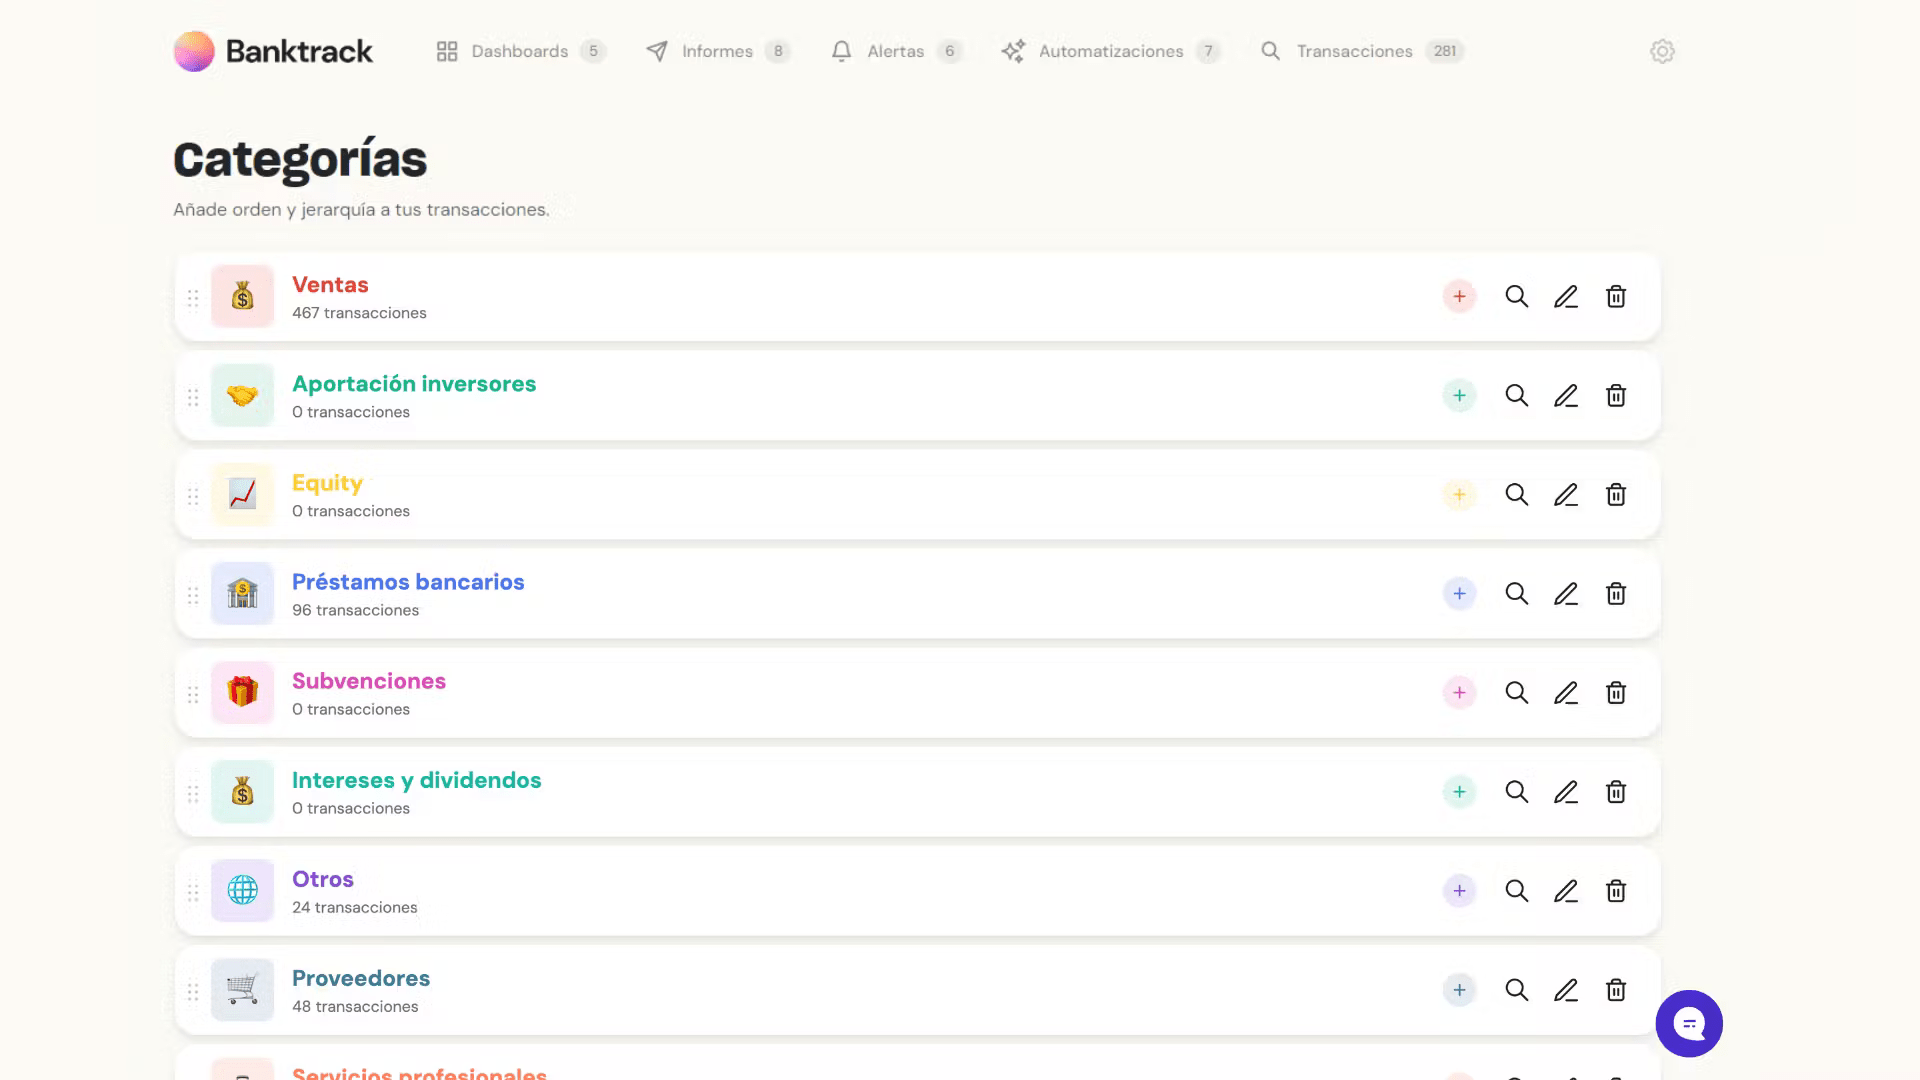 Banktrack
Dashboards 5
Informes 8
Alertas 6
Automatizaciones 7
Transacciones 281
Categorías
Añade orden y jerarquía a tus transacciones.
Ventas
467 transacciones
Aportación inversores
0 transacciones
Equity
0 transacciones
Préstamos bancarios
96 transacciones
Subvenciones
0 transacciones
Intereses y dividendos
0 transacciones
Otros
24 transacciones
Proveedores
48 transacciones
Servicios profesionales